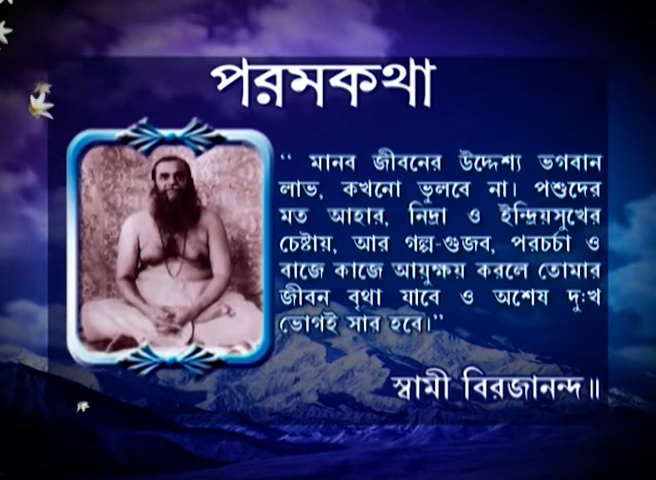 পরমকথা
“ মানব জীবনের উদ্দেশ্য ভগবান
লাভ, কখনো ভুলবে না। পশুদের
মত আহার, নিদ্রা ও ইন্দ্রিয়সুখের
চেষ্টায়, আর গল্প-গুজব, পরচর্চা ও
বাজে কাজে আয়ুক্ষয় করলে তোমার
জীবন বৃথা যাবে ও অশেষ দু:খ
ভোগই সার হবে।”
স্বামী বিরজানন্দ॥